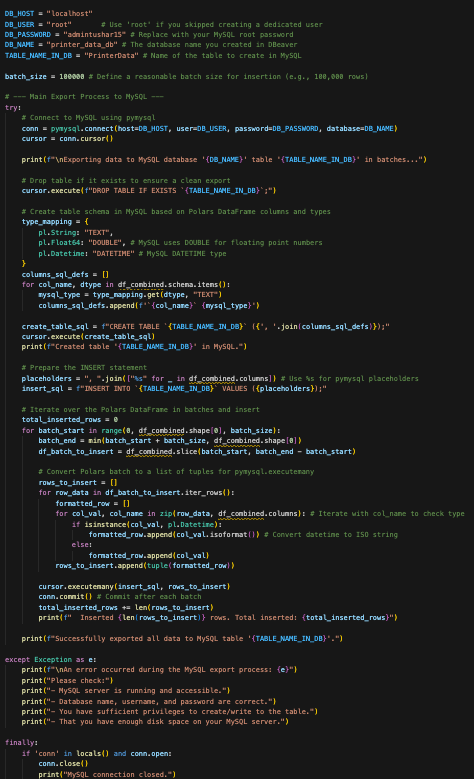 DB_HOST = "localhost"
DB_USER = "root"       # Use 'root' if you skipped creating a dedicated user
DB_PASSWORD = "admintushar15" # Replace with your MySQL root password
DB_NAME = "printer_data_db" # The database name you created in DBeaver
TABLE_NAME_IN_DB = "PrinterData" # Name of the table to create in MySQL

batch_size = 100000 # Define a reasonable batch size for insertion (e.g., 100,000 rows)

# --- Main Export Process to MySQL ---
try:
    # Connect to MySQL using pymysql
    conn = pymysql.connect(host=DB_HOST, user=DB_USER, password=DB_PASSWORD, database=DB_NAME)
    cursor = conn.cursor()

    print(f"\nExporting data to MySQL database '{DB_NAME}' table '{TABLE_NAME_IN_DB}' in batches...")

    # Drop table if it exists to ensure a clean export
    cursor.execute(f"DROP TABLE IF EXISTS `{TABLE_NAME_IN_DB}`;")

    # Create table schema in MySQL based on Polars DataFrame columns and types
    type_mapping = {
        pl.String: "TEXT",
        pl.Float64: "DOUBLE", # MySQL uses DOUBLE for floating point numbers
        pl.Datetime: "DATETIME" # MySQL DATETIME type
    }
    columns_sql_defs = []
    for col_name, dtype in df_combined.schema.items():
        mysql_type = type_mapping.get(dtype, "TEXT")
        columns_sql_defs.append(f'`{col_name}` {mysql_type}')

    create_table_sql = f"CREATE TABLE `{TABLE_NAME_IN_DB}` ({', '.join(columns_sql_defs)});"
    cursor.execute(create_table_sql)
    print(f"Created table '{TABLE_NAME_IN_DB}' in MySQL.")

    # Prepare the INSERT statement
    placeholders = ", ".join(["%s" for _ in df_combined.columns]) # Use %s for pymysql placeholders
    insert_sql = f"INSERT INTO `{TABLE_NAME_IN_DB}` VALUES ({placeholders});"

    # Iterate over the Polars DataFrame in batches and insert
    total_inserted_rows = 0
    for batch_start in range(0, df_combined.shape[0], batch_size):
        batch_end = min(batch_start + batch_size, df_combined.shape[0])
        df_batch_to_insert = df_combined.slice(batch_start, batch_end - batch_start)

        # Convert Polars batch to a list of tuples for pymysql.executemany
        rows_to_insert = []
        for row_data in df_batch_to_insert.iter_rows():
            formatted_row = []
            for col_val, col_name in zip(row_data, df_combined.columns): # Iterate with col_name to check type
                if isinstance(col_val, pl.Datetime):
                    formatted_row.append(col_val.isoformat()) # Convert datetime to ISO string
                else:
                    formatted_row.append(col_val)
            rows_to_insert.append(tuple(formatted_row))

        cursor.executemany(insert_sql, rows_to_insert)
        conn.commit() # Commit after each batch
        total_inserted_rows += len(rows_to_insert)
        print(f"  Inserted {len(rows_to_insert)} rows. Total inserted: {total_inserted_rows}")

    print(f"Successfully exported all data to MySQL table '{TABLE_NAME_IN_DB}'.")

except Exception as e:
    print(f"\nAn error occurred during the MySQL export process: {e}")
    print("Please check:")
    print("- MySQL server is running and accessible.")
    print("- Database name, username, and password are correct.")
    print("- You have sufficient privileges to create/write to the table.")
    print("- That you have enough disk space on your MySQL server.")

finally:
    if 'conn' in locals() and conn.open:
        conn.close()
        print("MySQL connection closed.")